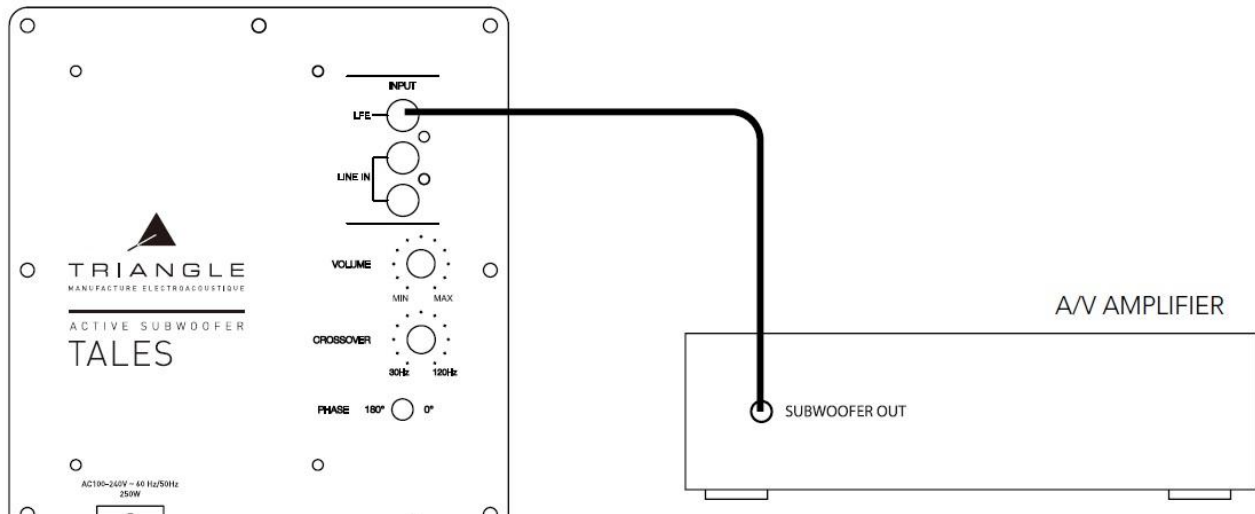 INPUT
LFE
LINE IN
VOLUME
MIN MAX
CROSSOVER
30Hz 120Hz
PHASE 180° 0°
TRIANGLE
MANUFACTURE ELECTROACOUSTIQUE
ACTIVE SUBWOOFER
TALES
AC100-240V ~ 60 Hz/50Hz
250W
A/V AMPLIFIER
SUBWOOFER OUT